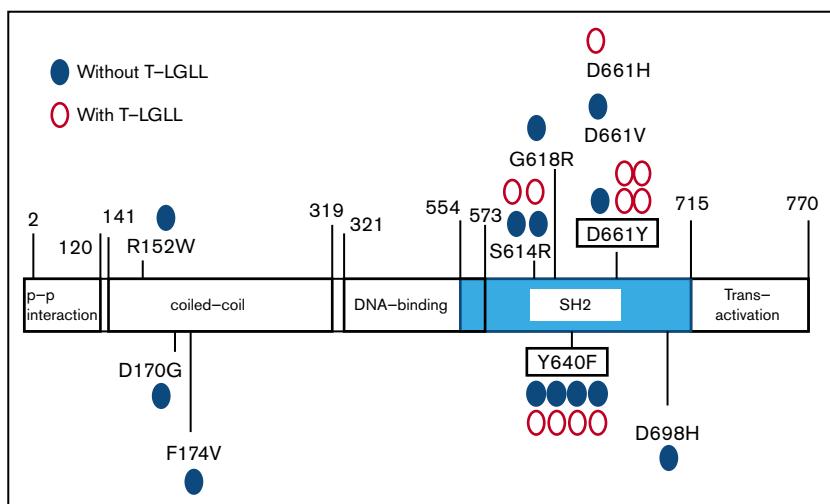 Without T–LGLL
With T–LGLL
D661H
D661V
G618R
D661Y
S614R
2
120
141
R152W
319
321
554
573
715
770
p–p
interaction
coiled–coil
DNA–binding
SH2
Trans–
activation
D170G
F174V
Y640F
D698H